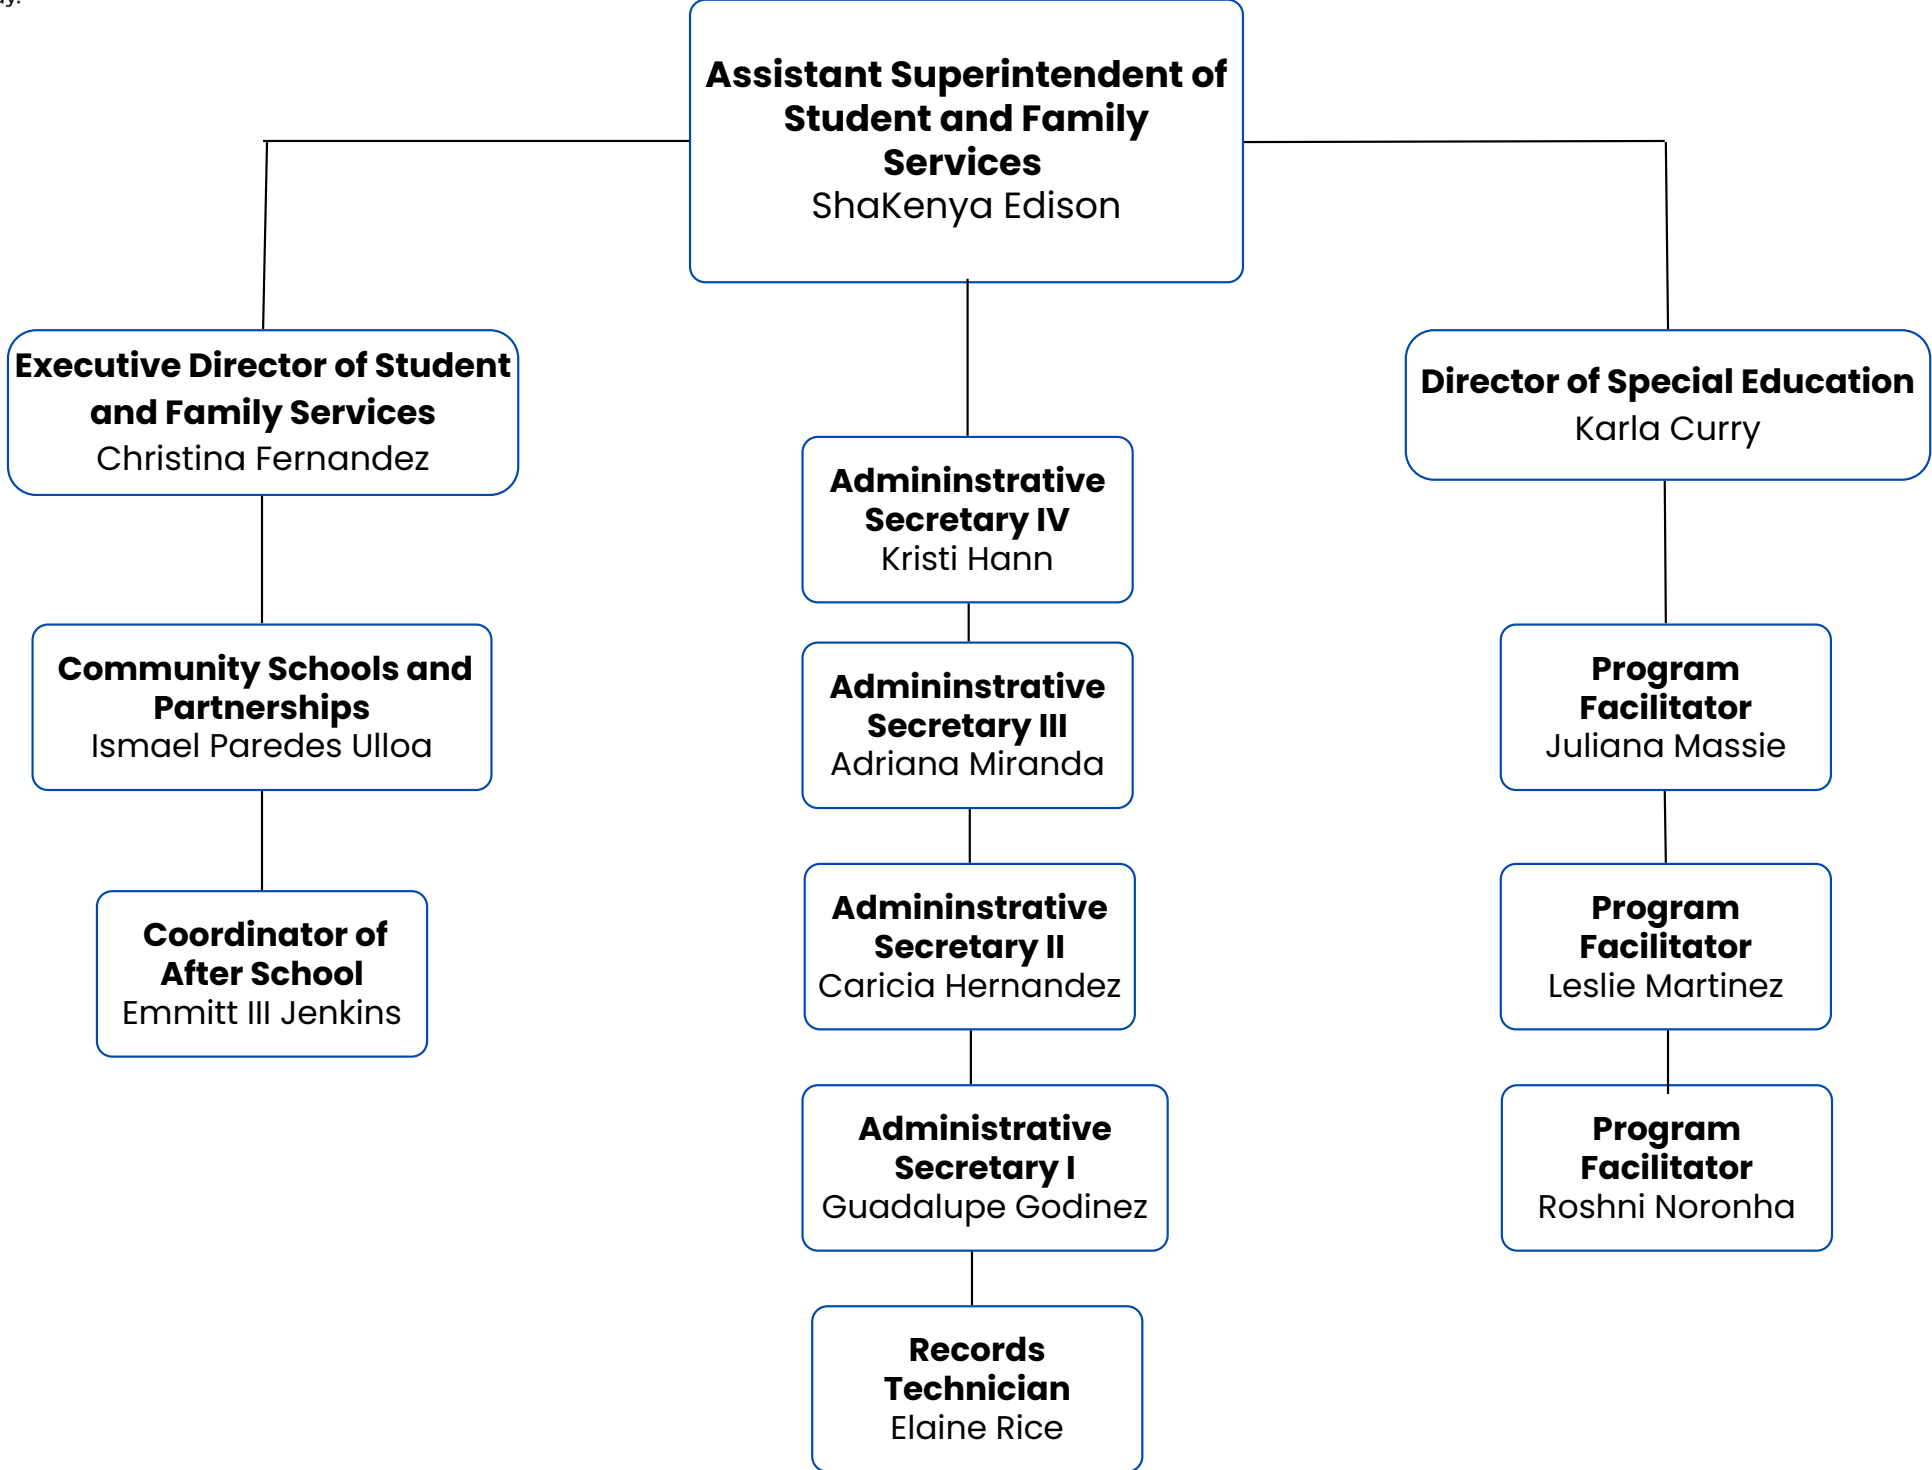 Assistant Superintendent of
Student and Family
Services
ShaKenya Edison
Executive Director of Student
and Family Services
Christina Fernandez
Community Schools and
Partnerships
Ismael Paredes Ulloa
Coordinator of
After School
Emmitt III Jenkins
Admininstrative
Secretary IV
Kristi Hann
Admininstrative
Secretary III
Adriana Miranda
Admininstrative
Secretary II
Caricia Hernandez
Administrative
Secretary I
Guadalupe Godinez
Records
Technician
Elaine Rice
Director of Special Education
Karla Curry
Program
Facilitator
Juliana Massie
Program
Facilitator
Leslie Martinez
Program
Facilitator
Roshni Noronha